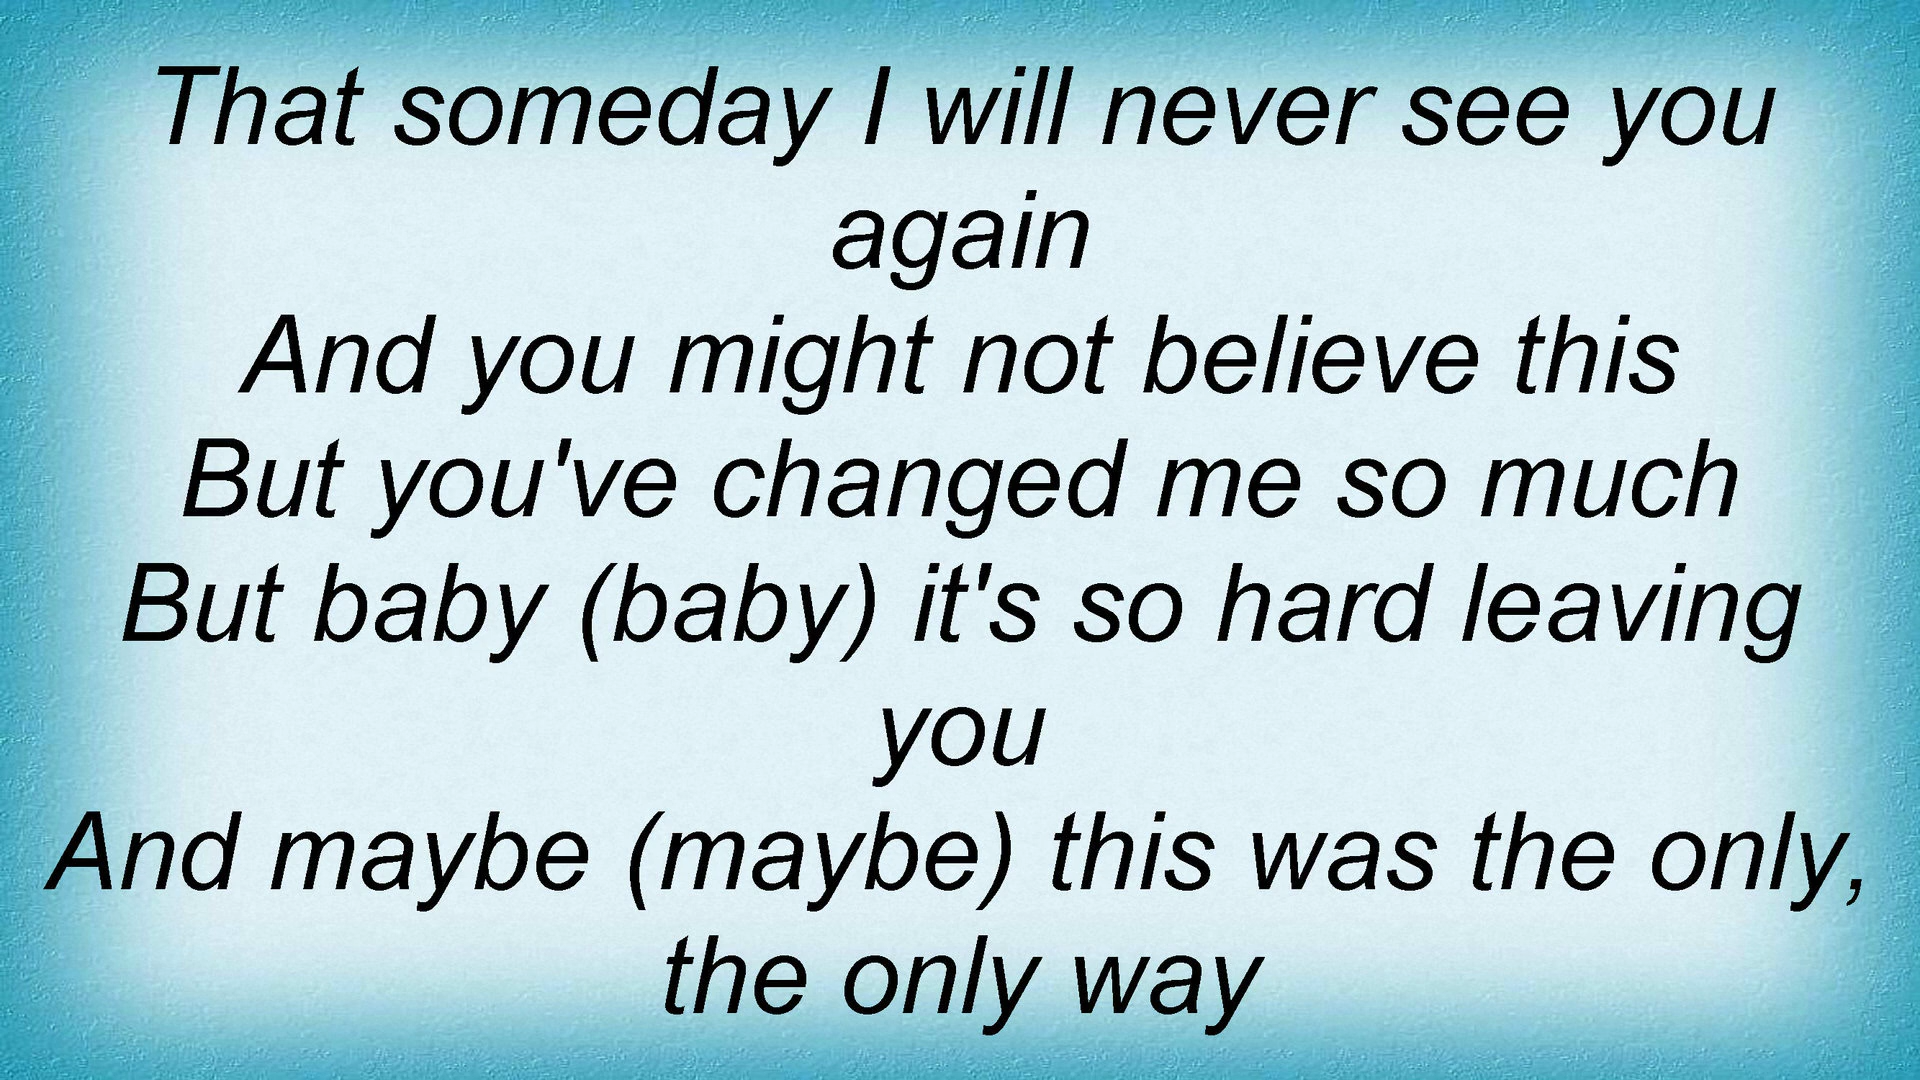 That someday I will never see you
again
And you might not believe this
But you've changed me so much
But baby (baby) it's so hard leaving
you
And maybe (maybe) this was the only,
the only way